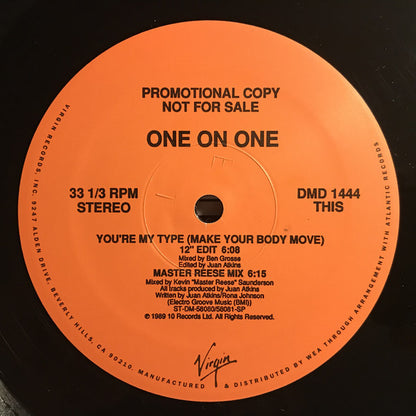 PROMOTIONAL COPY
NOT FOR SALE
ONE ON ONE
33 1/3 RPM
STEREO
DMD 1444
THIS
YOU'RE MY TYPE (MAKE YOUR BODY MOVE)
12" EDIT 6:08
Mixed by Ben Grosse
Edited by Juan Atkins
MASTER REESE MIX 6:15
Mixed by Kevin "Master Reese" Saunderson
All tracks produced by Juan Atkins
Written by Juan Atkins/Rona Johnson
(Electro Groove Music (BMI))
ST-DM-56080/56081-SP
© 1989 10 Records Ltd. All Rights Reserved.
Virgin
VIRGIN RECORDS, INC. 9247 ALDEN DRIVE, BEVERLY HILLS, CA 90210. MANUFACTURED & DISTRIBUTED BY WEA THROUGH ARRANGEMENT WITH ATLANTIC RECORDS